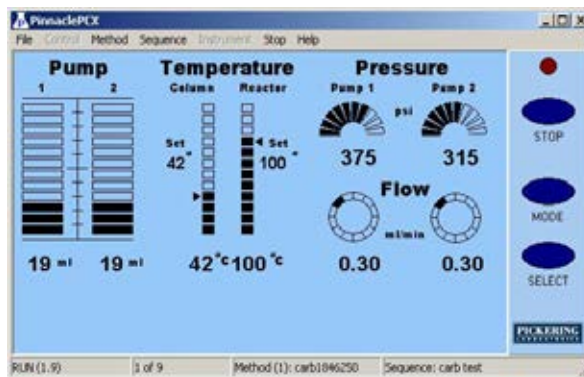 PinnaclePCX
File Control Method Sequence Instrument Stop Help
Pump Temperature Pressure
1 2 Column Reactor Pump 1 Pump 2
psi
STOP
Set 42° Set 100°
375 315
Flow
MODE
ml/min
19 ml 19 ml 42°C 100°C 0.30 0.30
SELECT
PICKERING
LABORATORIES
RUN (1.9) 1 of 9 Method (1): carb1846250 Sequence: carb test